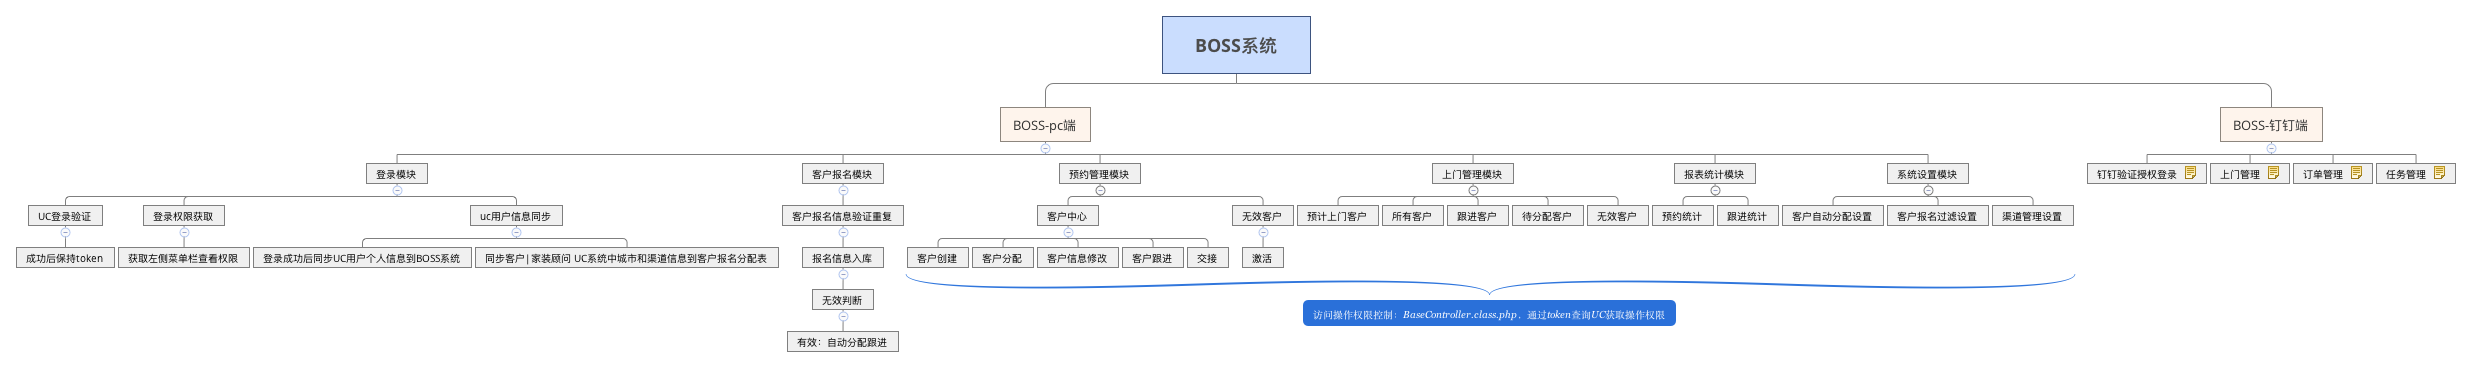 BOSS系统
BOSS-pc端
BOSS-钉钉端
登录模块
客户报名模块
预约管理模块
上门管理模块
报表统计模块
系统设置模块
钉钉验证授权登录
上门管理
订单管理
任务管理
UC登录验证
登录权限获取
uc用户信息同步
客户报名信息验证重复
客户中心
无效客户
预计上门客户
所有客户
跟进客户
待分配客户
无效客户
预约统计
跟进统计
客户自动分配设置
客户报名过滤设置
渠道管理设置
成功后保持token
获取左侧菜单栏查看权限
登录成功后同步UC用户个人信息到BOSS系统
同步客户|家装顾问 UC系统中城市和渠道信息到客户报名分配表
报名信息入库
客户创建
客户分配
客户信息修改
客户跟进
交接
激活
无效判断
访问操作权限控制：BaseController.class.php，通过token查询UC获取操作权限
有效：自动分配跟进